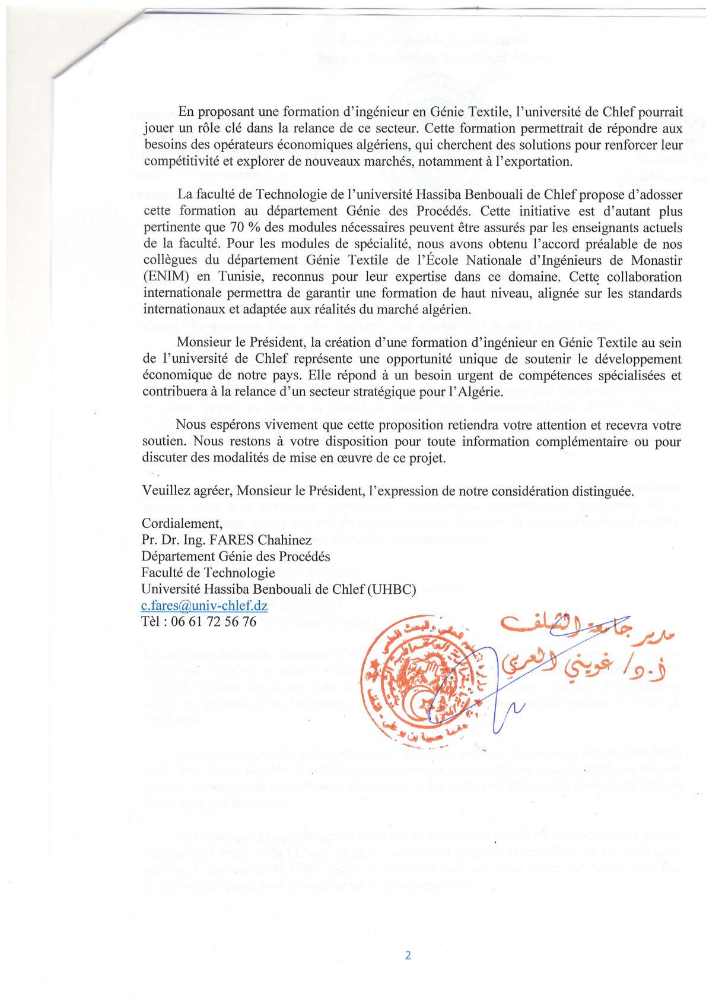 En proposant une formation d’ingénieur en Génie Textile, l’université de Chlef pourrait
jouer un rôle clé dans la relance de ce secteur. Cette formation permettrait de répondre aux
besoins des opérateurs économiques algériens, qui cherchent des solutions pour renforcer leur
compétitivité et explorer de nouveaux marchés, notamment à l’exportation.
La faculté de Technologie de l’université Hassiba Benbouali de Chlef propose d’adosser
cette formation au département Génie des Procédés. Cette initiative est d’autant plus
pertinente que 70 % des modules nécessaires peuvent être assurés par les enseignants actuels
de la faculté. Pour les modules de spécialité, nous avons obtenu l’accord préalable de nos
collègues du département Génie Textile de l’École Nationale d’Ingénieurs de Monastir
(ENIM) en Tunisie, reconnus pour leur expertise dans ce domaine. Cette collaboration
internationale permettra de garantir une formation de haut niveau, alignée sur les standards
internationaux et adaptée aux réalités du marché algérien.
Monsieur le Président, la création d’une formation d’ingénieur en Génie Textile au sein
de l’université de Chlef représente une opportunité unique de soutenir le développement
économique de notre pays. Elle répond à un besoin urgent de compétences spécialisées et
contribuera à la relance d’un secteur stratégique pour l’Algérie.
Nous espérons vivement que cette proposition retiendra votre attention et recevra votre
soutien. Nous restons à votre disposition pour toute information complémentaire ou pour
discuter des modalités de mise en œuvre de ce projet.
Veuillez agréer, Monsieur le Président, l’expression de notre considération distinguée.
Cordialement,
Pr. Dr. Ing. FARES Chahinez
Département Génie des Procédés
Faculté de Technologie
Université Hassiba Benbouali de Chlef (UHBC)
c.fares@univ-chlef.dz
Tèl : 06 61 72 56 76
مدير جامعة الشلف
أ.د/ غويني العربي
2